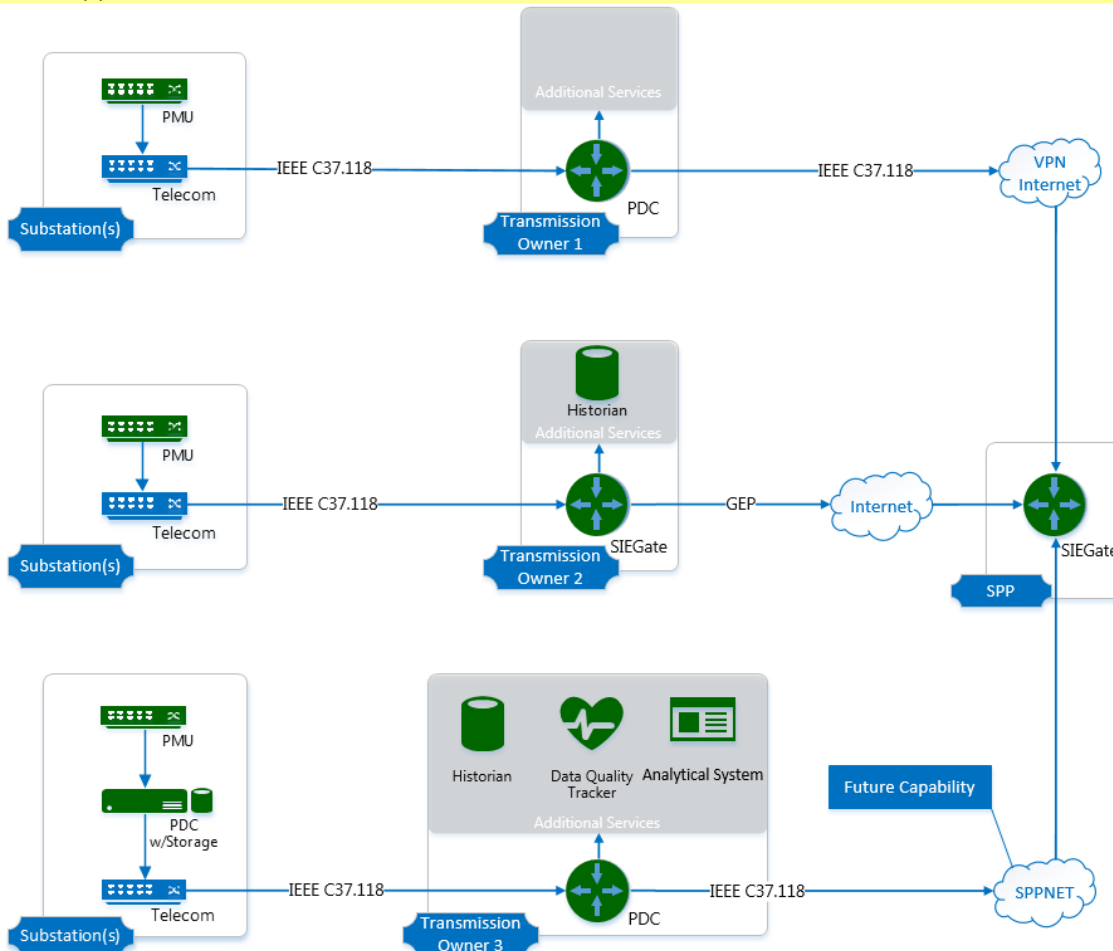 Additional Services
PMU
IEEE C37.118
IEEE C37.118
VPN
Internet
Telecom
PDC
Substation(s)
Transmission
Owner 1
Historian
Additional Services
PMU
IEEE C37.118
GEP
Internet
Telecom
SIEGate
SIEGate
Substation(s)
Transmission
Owner 2
SPP
PMU
Historian
Data Quality
Tracker
Analytical System
Future Capability
PDC
w/Storage
Additional Services
IEEE C37.118
IEEE C37.118
SPPNET
Telecom
PDC
Substation(s)
Transmission
Owner 3